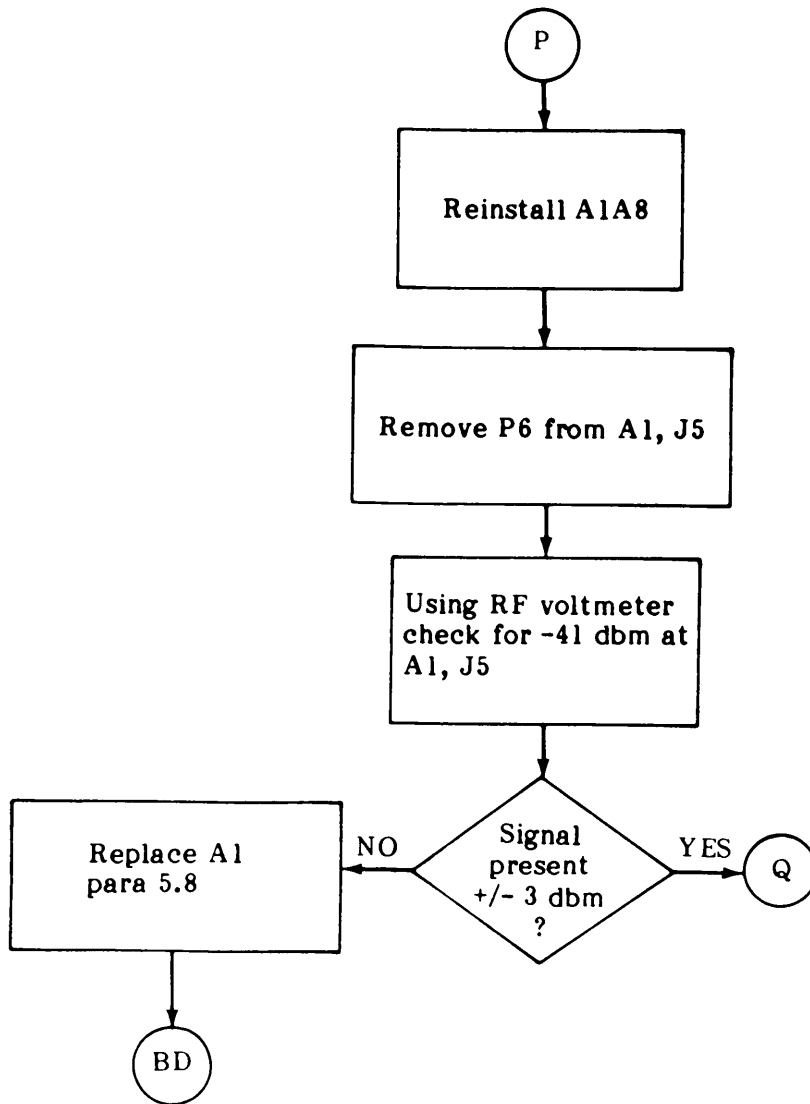 P
Reinstall A1A8
Remove P6 from A1, J5
Using RF voltmeter
check for -41 dbm at
A1, J5
Signal
present
+/- 3 dbm
?
NO
YES
Replace A1
para 5.8
Q
BD